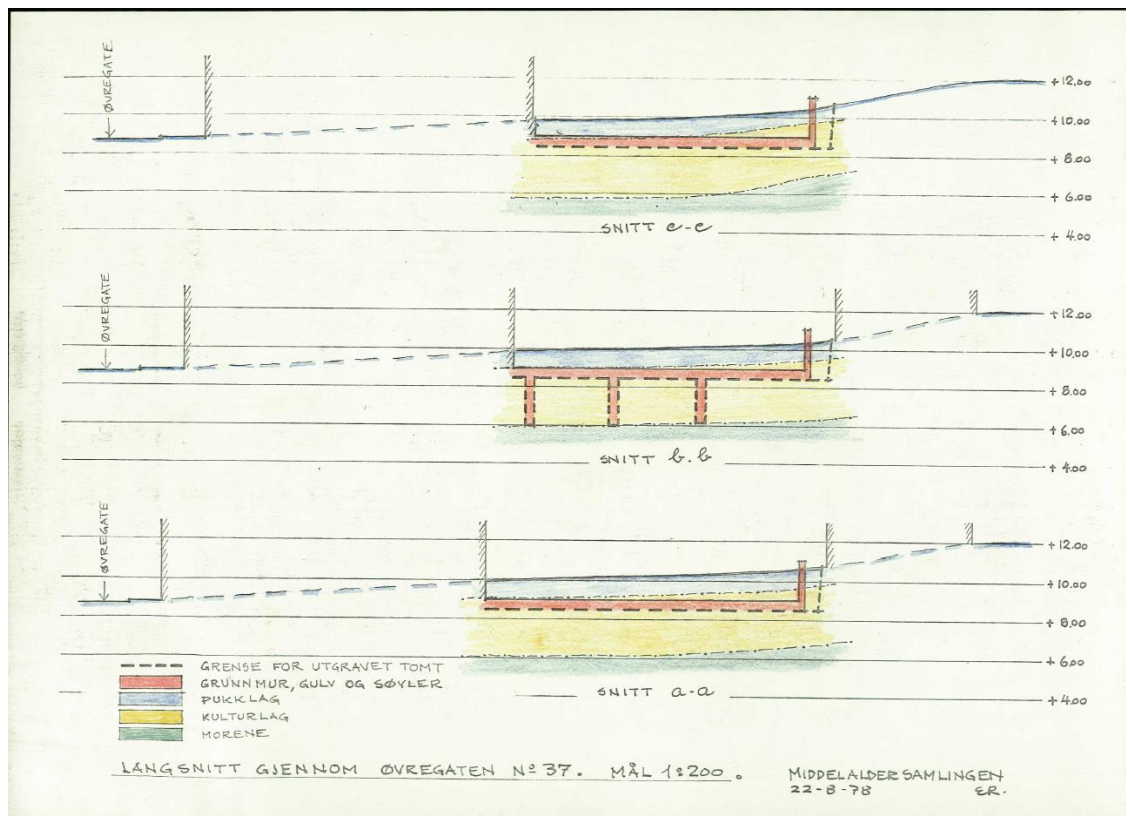 ØVREGATE
+ 12.00
+ 10.00
+ 8.00
+ 6.00
SNITT c-c
+ 4.00
ØVREGATE
+ 12.00
+ 10.00
+ 8.00
+ 6.00
SNITT b.b
+ 4.00
ØVREGATE
+ 12.00
+ 10.00
+ 8.00
+ 6.00
SNITT a-a
+ 4.00
GRENSE FOR UTGRAVET TOMT
GRUNNMUR, GULV OG SØYLER
PUKKLAG
KULTURLAG
MORENE
LANGSNITT GJENNOM ØVREGATEN Nº 37. MÅL 1:200.
MIDDELALDERSAMLINGEN
22-8-78 ER.